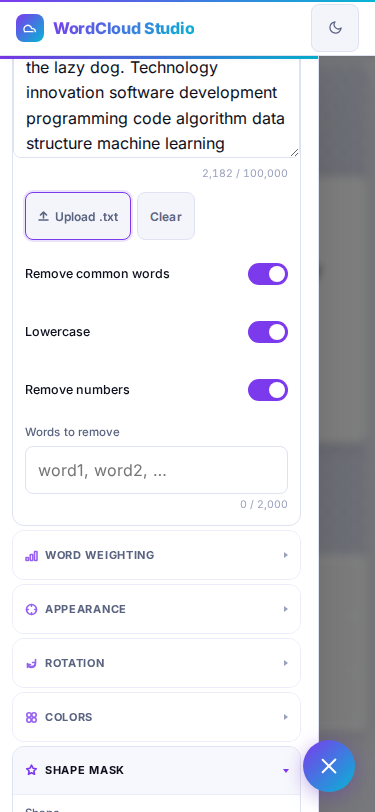 WordCloud Studio
the lazy dog. Technology
innovation software development
programming code algorithm data
structure machine learning
2,182 / 100,000
Upload .txt
Clear
Remove common words
Lowercase
Remove numbers
Words to remove
word1, word2, ...
0 / 2,000
WORD WEIGHTING
APPEARANCE
ROTATION
COLORS
SHAPE MASK
Shape